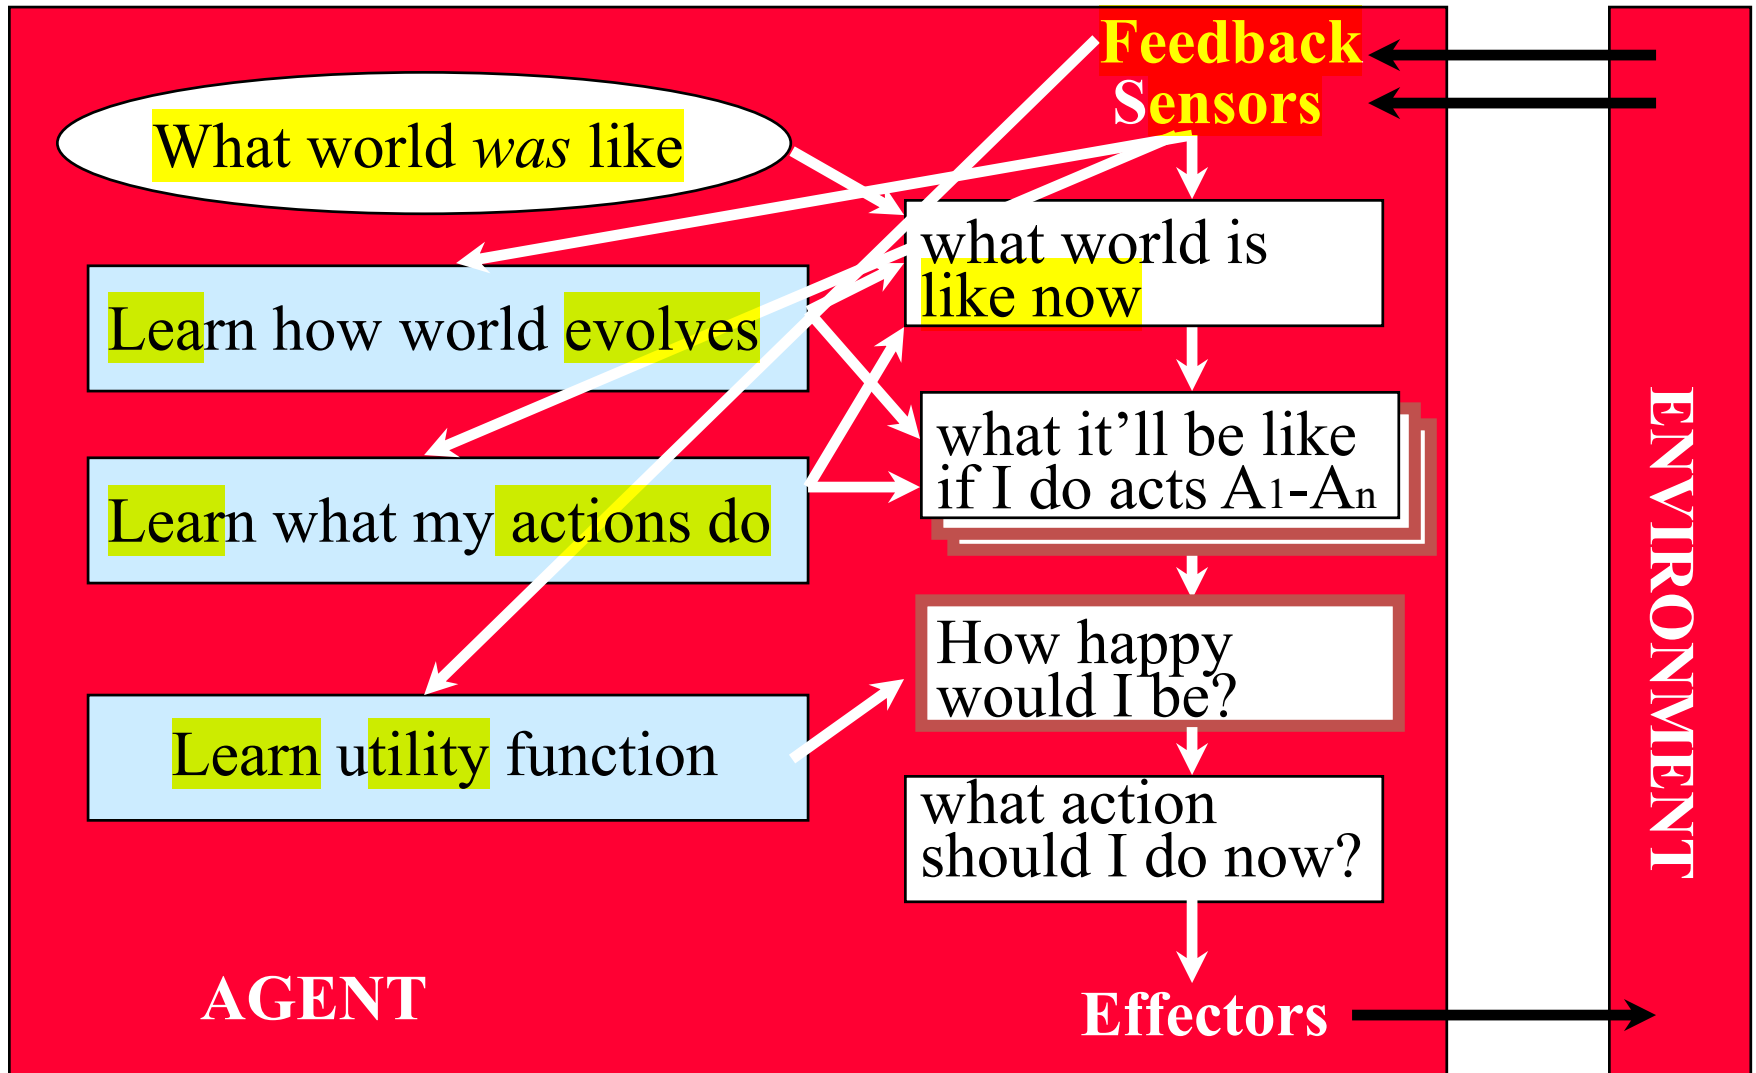 Feedback
Sensors
What world was like
what world is
like now
Learn how world evolves
what it’ll be like
if I do acts A1-An
Learn what my actions do
How happy
would I be?
Learn utility function
what action
should I do now?
AGENT
Effectors
ENVIRONMENT